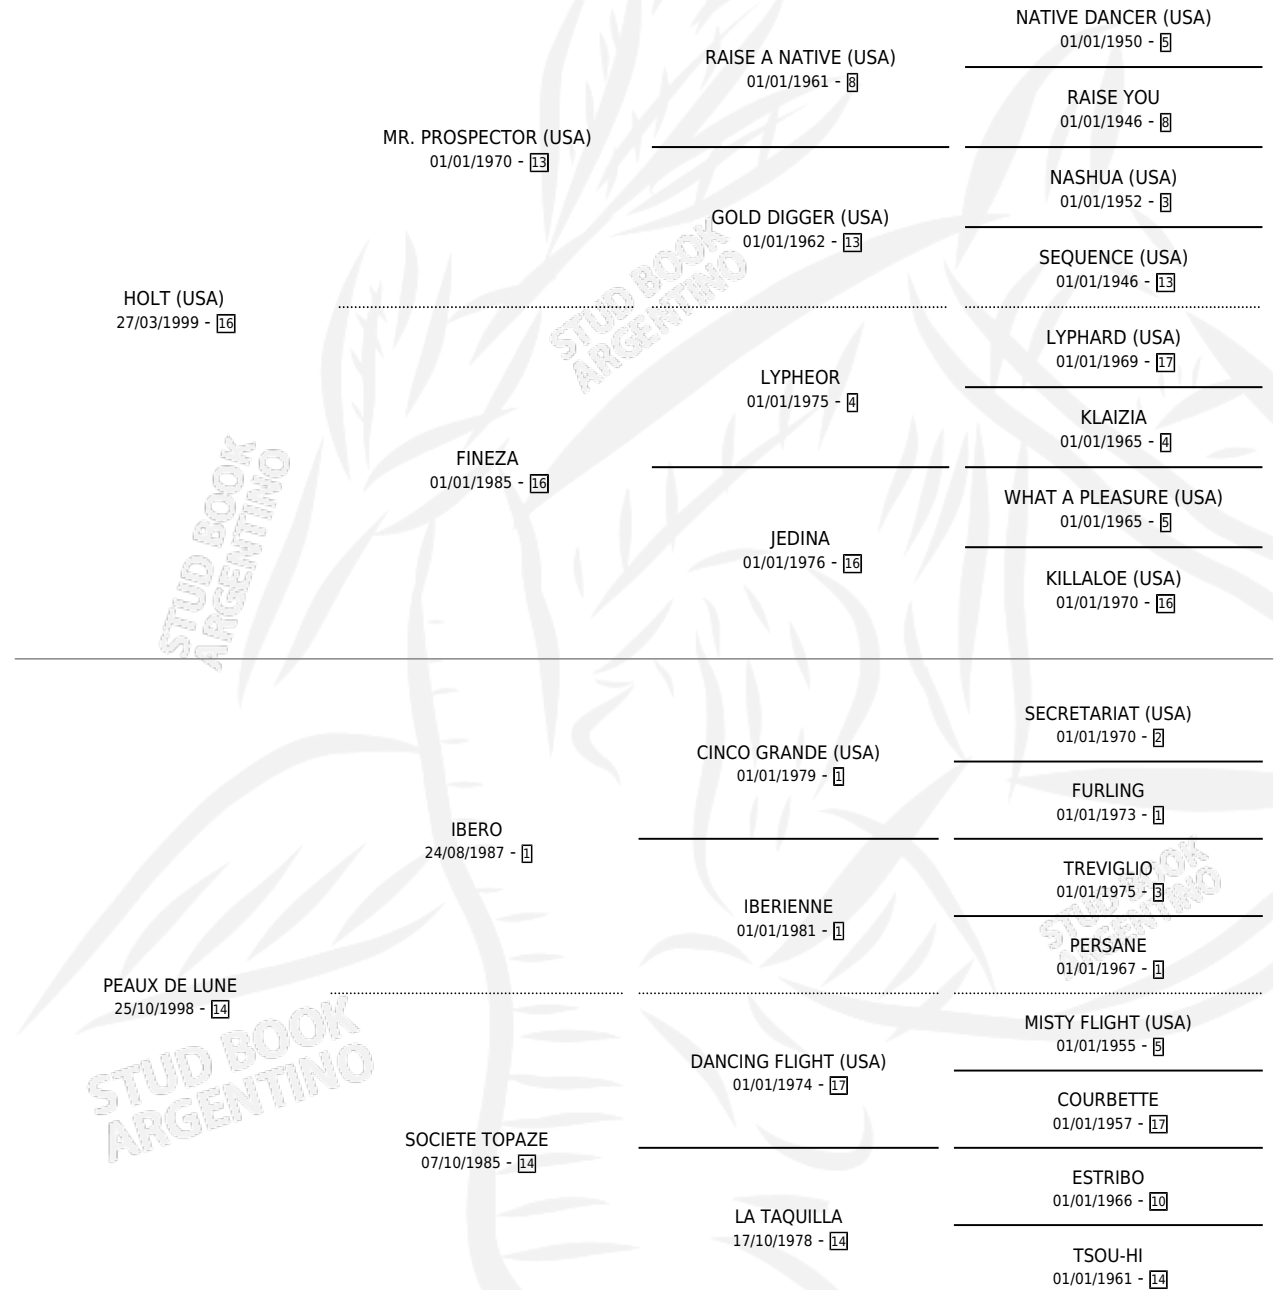 NATIVE DANCER (USA)
01/01/1950 - 5
RAISE A NATIVE (USA)
01/01/1961 - 8
RAISE YOU
01/01/1946 - 8
MR. PROSPECTOR (USA)
01/01/1970 - 13
NASHUA (USA)
01/01/1952 - 3
GOLD DIGGER (USA)
01/01/1962 - 13
SEQUENCE (USA)
01/01/1946 - 13
HOLT (USA)
27/03/1999 - 16
LYPHARD (USA)
01/01/1969 - 17
LYPHEOR
01/01/1975 - 4
KLAIZIA
01/01/1965 - 4
FINEZA
01/01/1985 - 16
WHAT A PLEASURE (USA)
01/01/1965 - 5
JEDINA
01/01/1976 - 16
KILLALOE (USA)
01/01/1970 - 16
STUD BOOK
ARGENTINO
STUD BOOK
ARGENTINO
SECRETARIAT (USA)
01/01/1970 - 2
CINCO GRANDE (USA)
01/01/1979 - 1
FURLING
01/01/1973 - 1
IBERO
24/08/1987 - 1
TREVIGLIO
01/01/1975 - 3
IBERIENNE
01/01/1981 - 1
PERSANE
01/01/1967 - 1
STUD BOOK
ARGENTINO
PEAUX DE LUNE
25/10/1998 - 14
MISTY FLIGHT (USA)
01/01/1955 - 5
DANCING FLIGHT (USA)
01/01/1974 - 17
COURBETTE
01/01/1957 - 17
STUD BOOK
ARGENTINO
SOCIETE TOPAZE
07/10/1985 - 14
ESTRIBO
01/01/1966 - 10
LA TAQUILLA
17/10/1978 - 14
TSOU-HI
01/01/1961 - 14